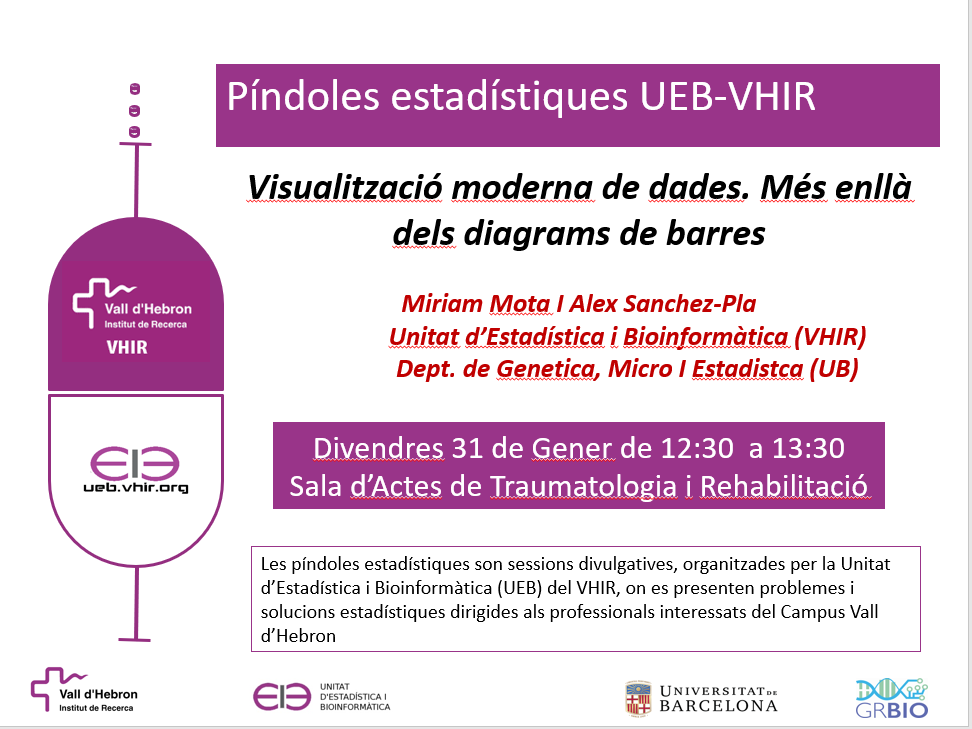 Píndoles estadístiques UEB-VHIR
Visualització moderna de dades. Més enllà
dels diagrams de barres
Miriam Mota I Alex Sanchez-Pla
Unitat d'Estadística i Bioinformàtica (VHIR)
Dept. de Genetica, Micro I Estadistca (UB)
Vall d'Hebron
Institut de Recerca
VHIR
ueb.vhir.org
Divendres 31 de Gener de 12:30 a 13:30
Sala d'Actes de Traumatologia i Rehabilitació
Les píndoles estadístiques son sessions divulgatives, organitzades per la Unitat
d'Estadística i Bioinformàtica (UEB) del VHIR, on es presenten problemes i
solucions estadístiques dirigides als professionals interessats del Campus Vall
d'Hebron
Vall d'Hebron
Institut de Recerca
UNITAT
D'ESTADÍSTICA I
BIOINFORMÀTICA
UNIVERSITAT DE
BARCELONA
GRBIO